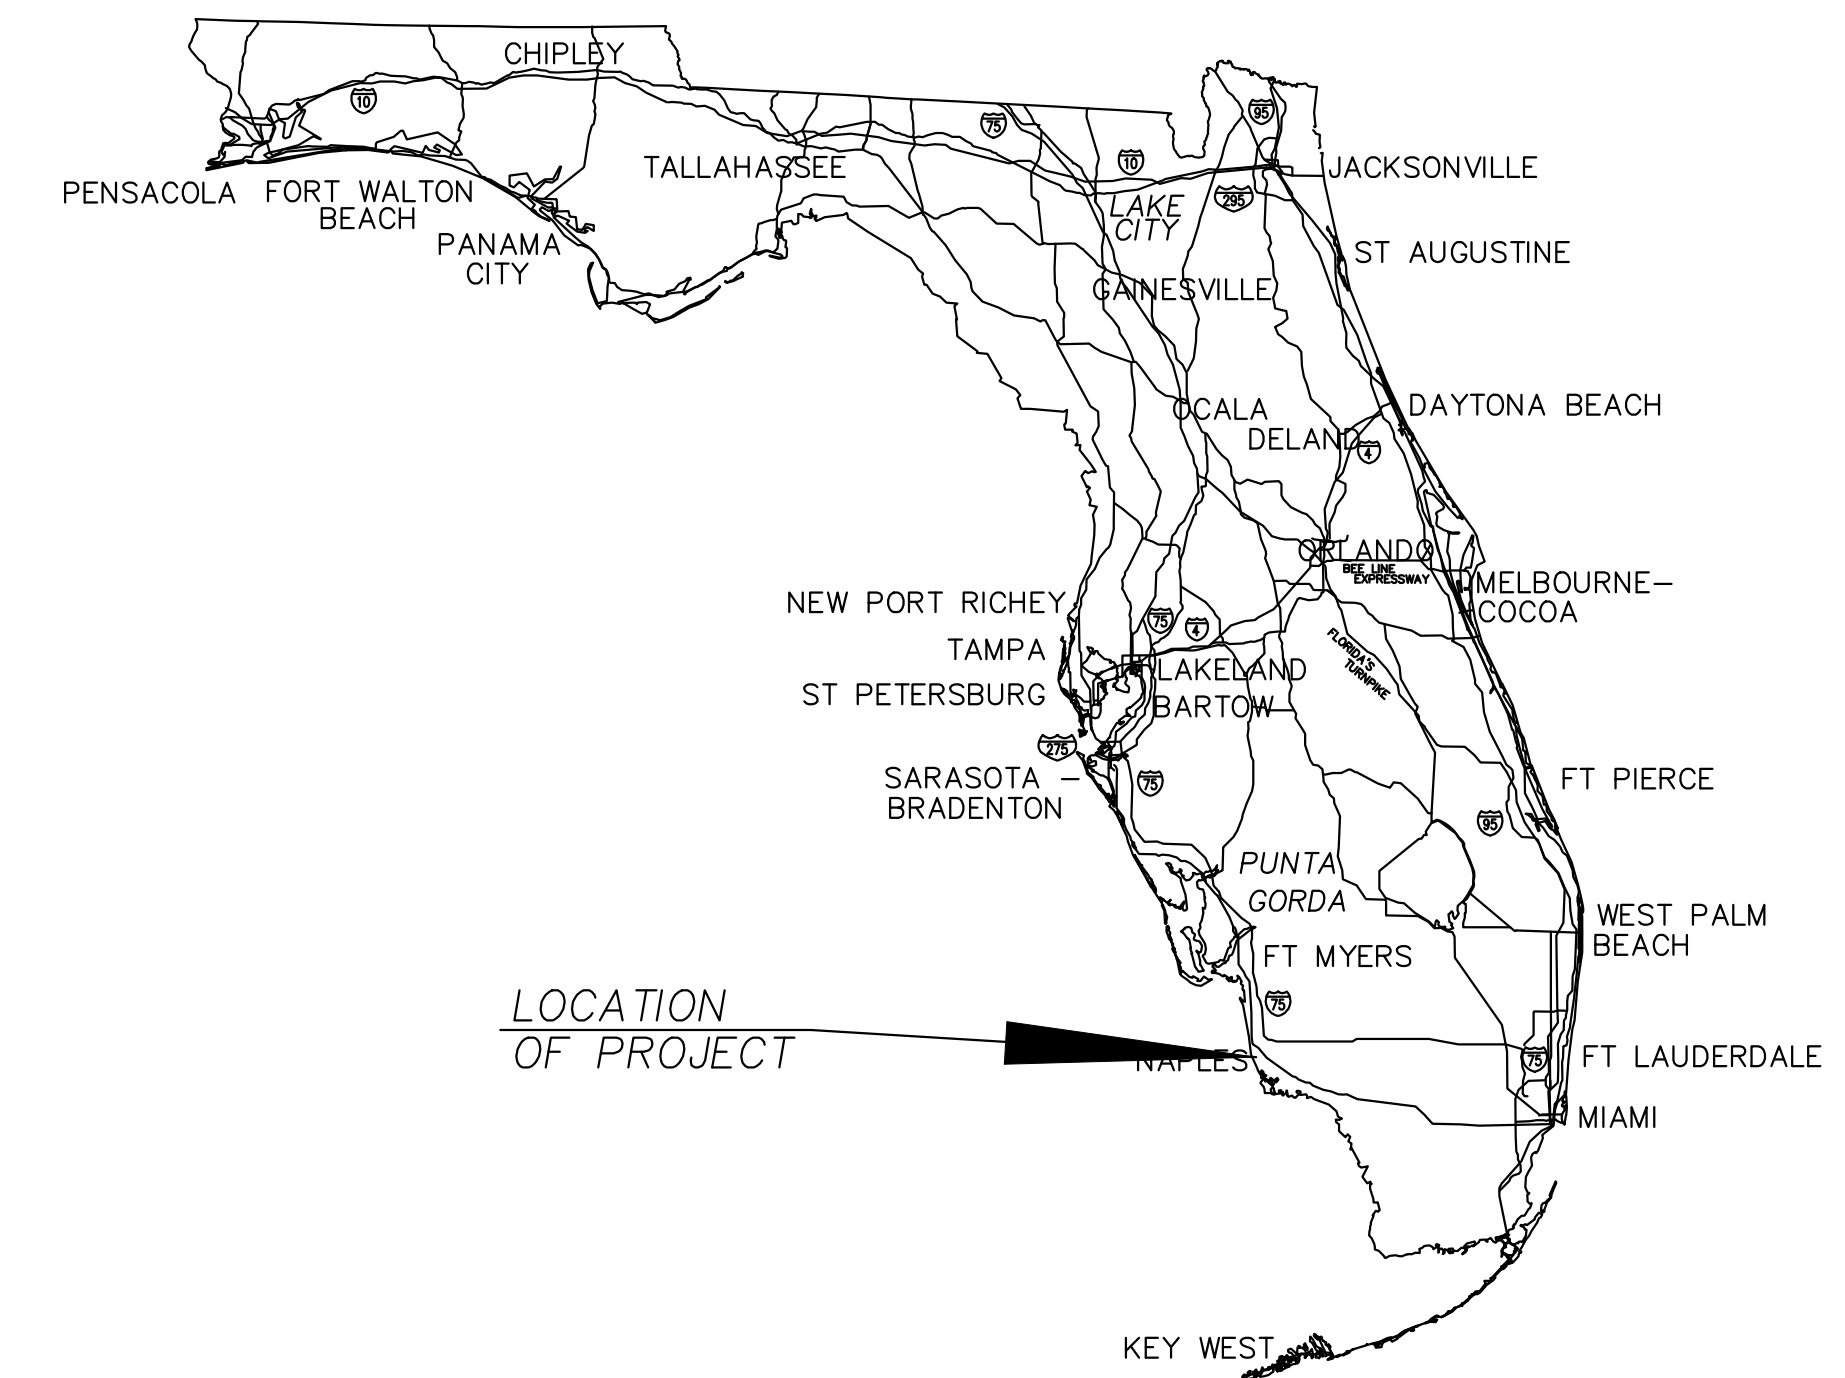 CHIPLEY
10
95
75
10
TALLAHASSEE
JACKSONVILLE
PENSACOLA
FORT WALTON
BEACH
295
LAKE
CITY
PANAMA
CITY
ST AUGUSTINE
GAINESVILLE
OCALA
DAYTONA BEACH
DELAND
4
ORLANDO
BEE LINE
EXPRESSWAY
MELBOURNE-
COCOA
NEW PORT RICHEY
75
4
TAMPA
FLORIDA'S
TURNPIKE
LAKELAND
ST PETERSBURG
BARTOW
275
SARASOTA -
BRADENTON
75
FT PIERCE
95
PUNTA
GORDA
WEST PALM
BEACH
FT MYERS
LOCATION
OF PROJECT
75
NAPLES
75
FT LAUDERDALE
MIAMI
KEY WEST